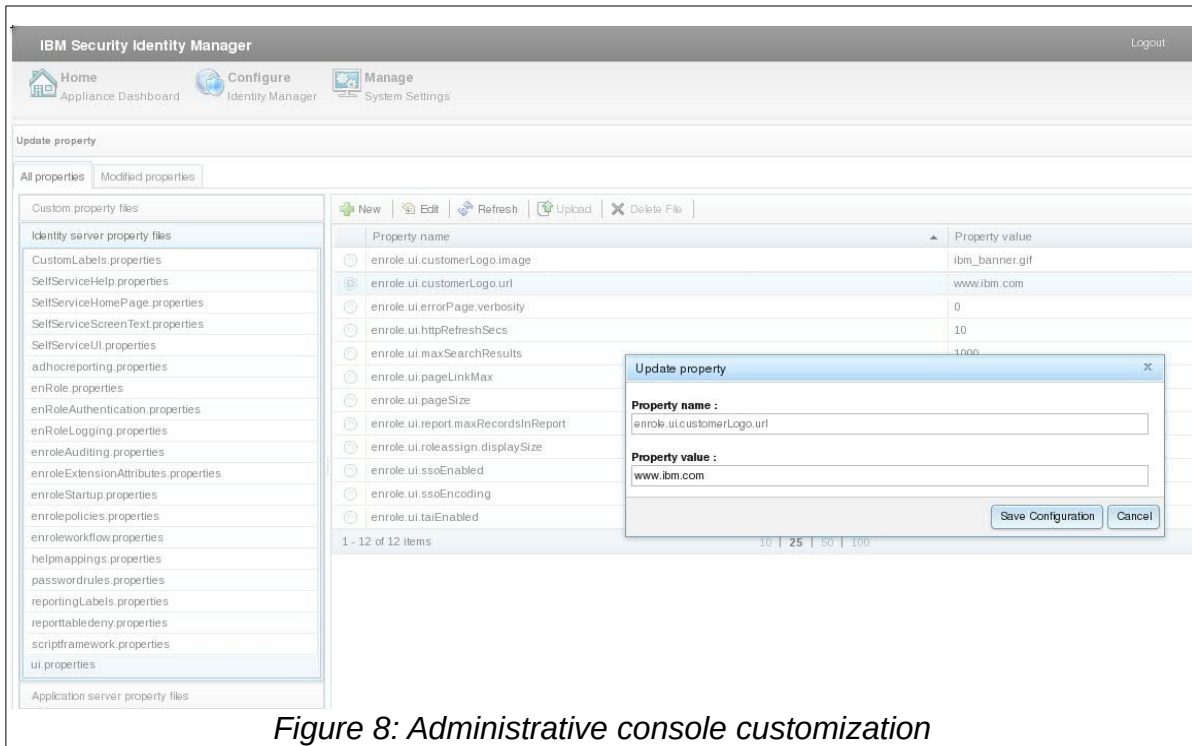 IBM Security Identity Manager
Logout
Home
Appliance Dashboard
Configure
Identity Manager
Manage
System Settings
Update property
All properties
Modified properties
Custom property files
Identity server property files
CustomLabels.properties
SelfServiceHelp.properties
SelfServiceHomePage.properties
SelfServiceScreenText.properties
SelfServiceUI.properties
adhocreporting.properties
enRole.properties
enRoleAuthentication.properties
enRoleLogging.properties
enroleAuditing.properties
enroleExtensionAttributes.properties
enroleStartup.properties
enrolepolicies.properties
enroleworkflow.properties
helpmappings.properties
passwordrules.properties
reportingLabels.properties
reporttabledeny.properties
scriptframework.properties
ui.properties
Application server property files
New | Edit | Refresh | Upload | Delete File |
Property name Property value
enrole.ui.customerLogo.image ibm_banner.gif
enrole.ui.customerLogo.url www.ibm.com
enrole.ui.errorPage.verbosity 0
enrole.ui.httpRefreshSecs 10
enrole.ui.maxSearchResults 1000
enrole.ui.pageLinkMax
enrole.ui.pageSize
enrole.ui.report.maxRecordsInReport
enrole.ui.roleassign.displaySize
enrole.ui.ssoEnabled
enrole.ui.ssoEncoding
enrole.ui.taiEnabled
1 - 12 of 12 items 10 | 25 | 50 | 100
Update property x
Property name :
enrole.ui.customerLogo.url
Property value :
www.ibm.com
Save Configuration Cancel
Figure 8: Administrative console customization